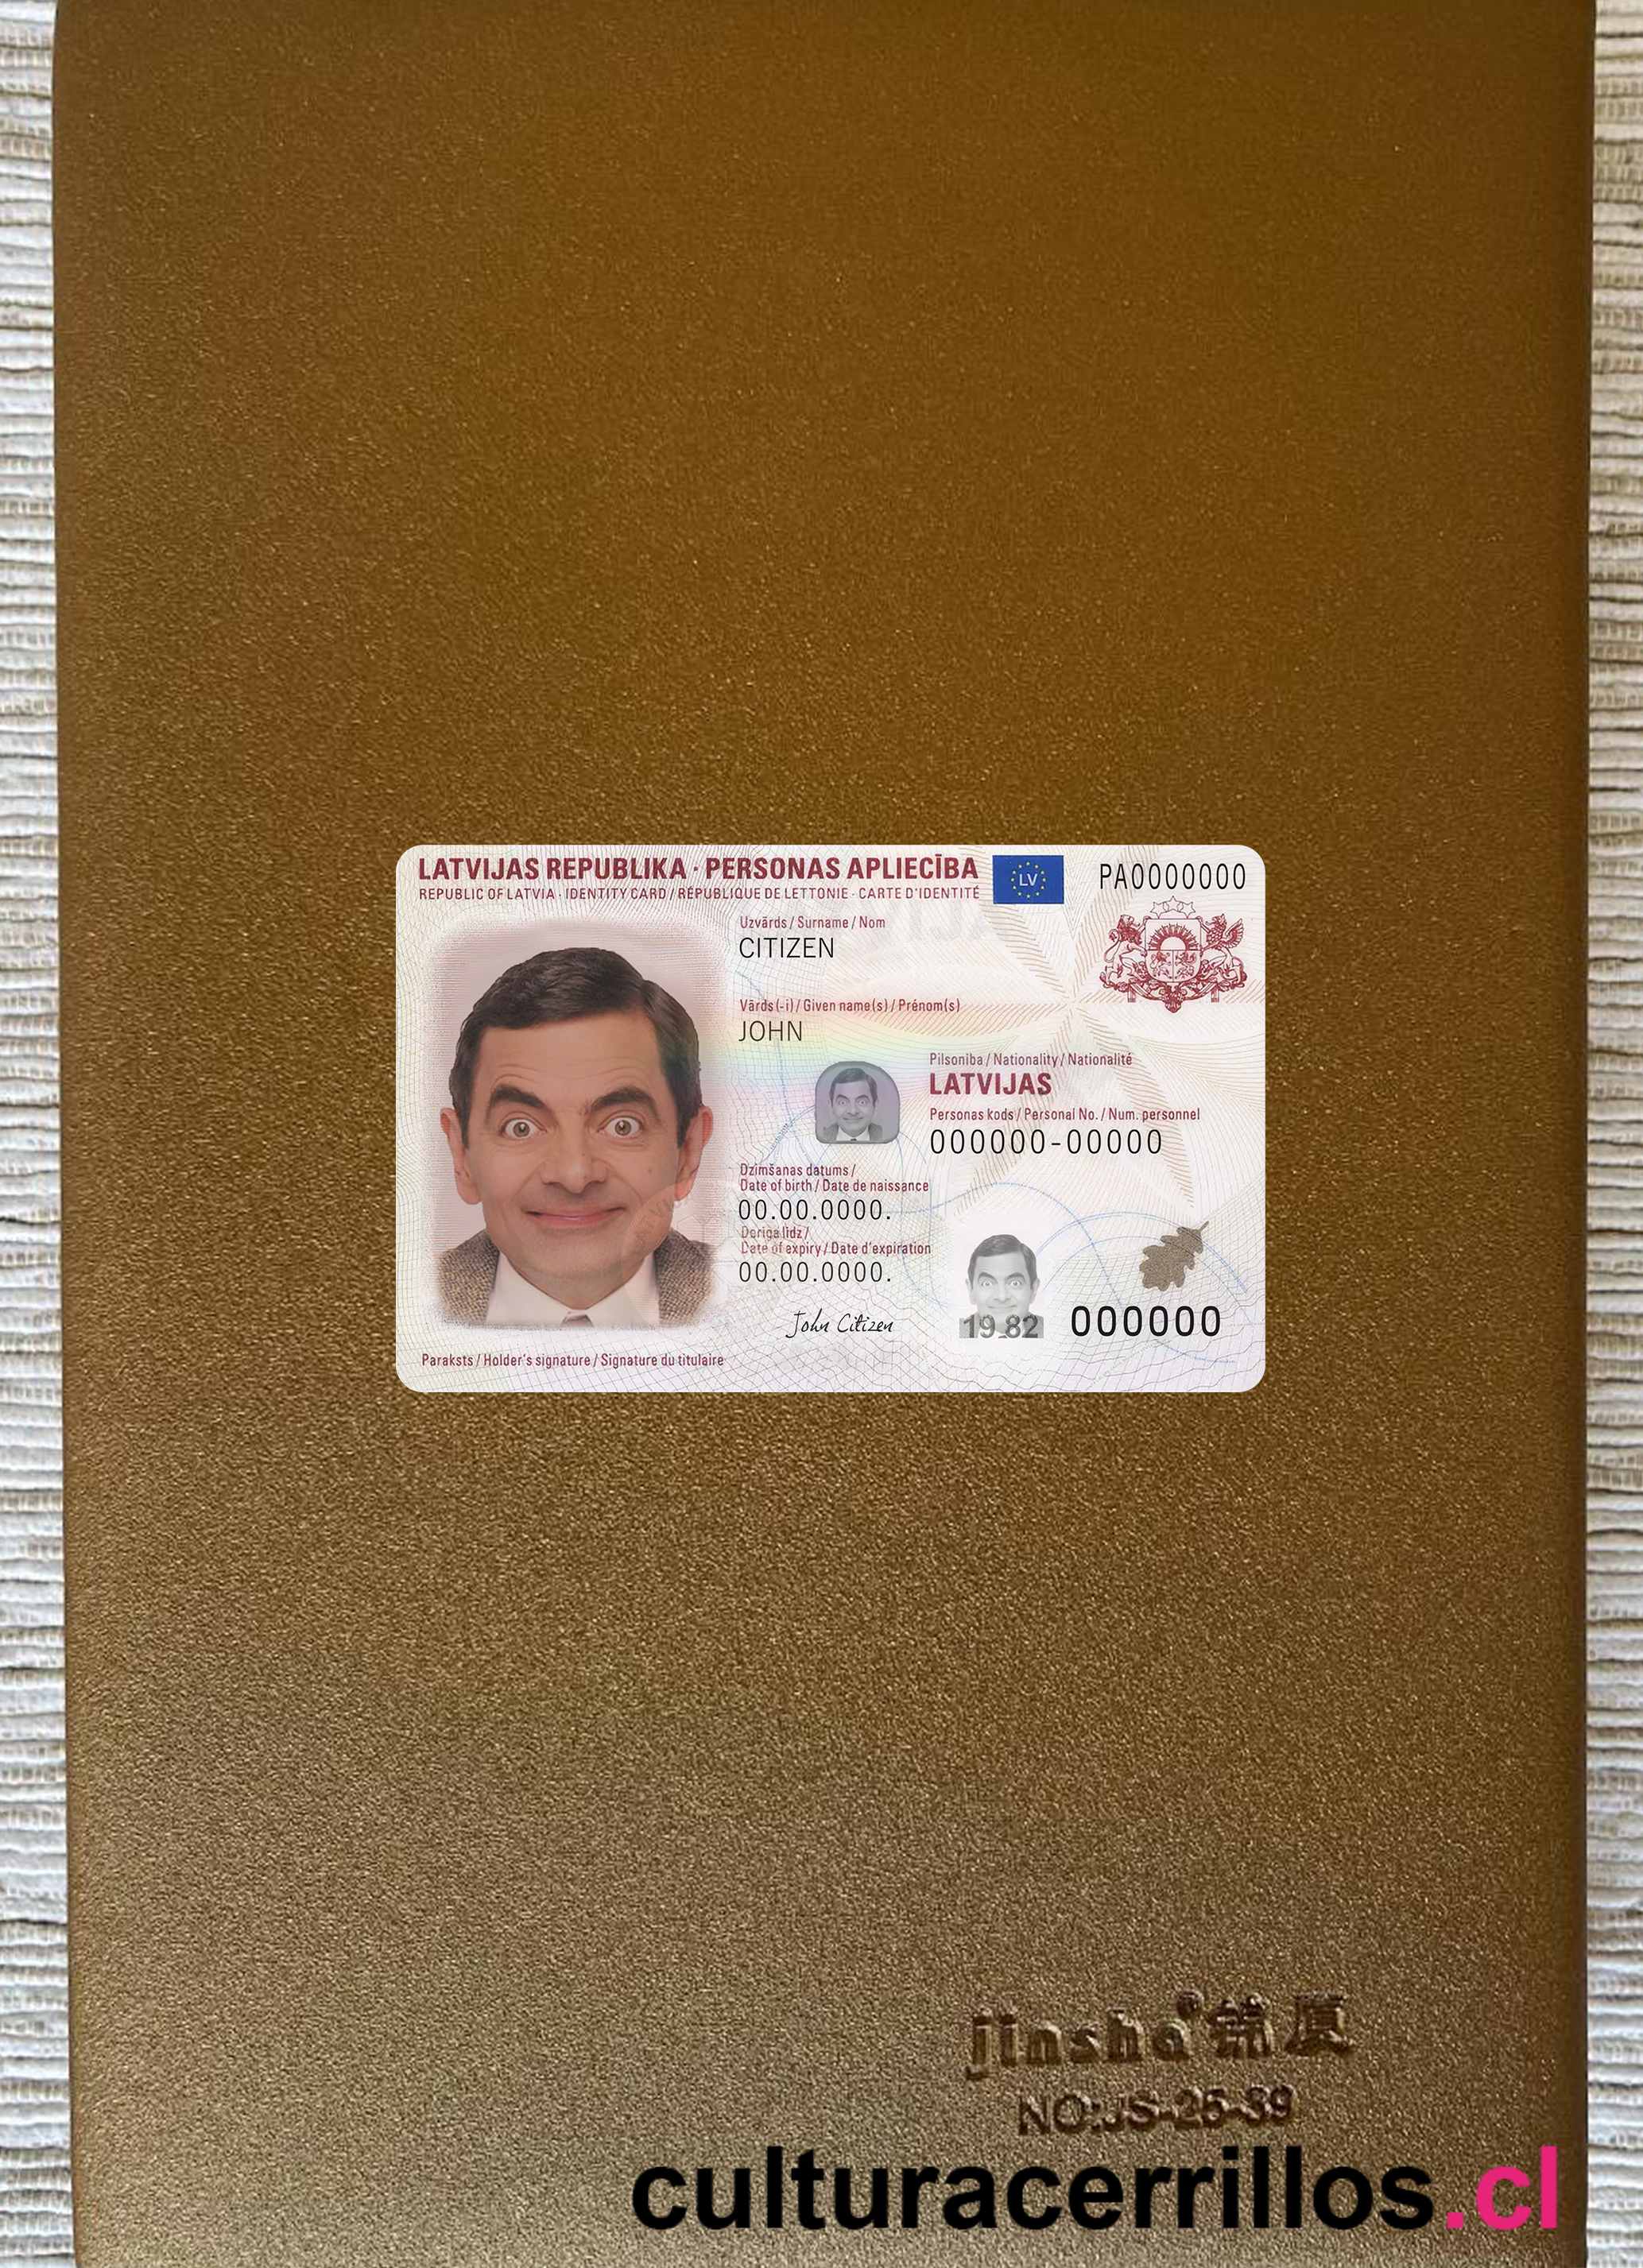 LATVIJAS REPUBLIKA · PERSONAS APLIECĪBA
REPUBLIC OF LATVIA · IDENTITY CARD / RÉPUBLIQUE DE LETTONIE · CARTE D'IDENTITÉ
LV
PA0000000
Uzvārds / Surname / Nom
CITIZEN
Vārds (-i) / Given name(s) / Prénom(s)
JOHN
Pilsoniba / Nationality / Nationalité
LATVIJAS
Personas kods / Personal No. / Num. personnel
000000-00000
Dzimšanas datums /
Date of birth / Date de naissance
00.00.0000.
Derīga līdz /
Date of expiry / Date d'expiration
00.00.0000.
John Citizen
19.82
000000
Paraksts / Holder's signature / Signature du titulaire
jinsha® 锦厦
NO:JS-25-39
culturacerrillos.cl